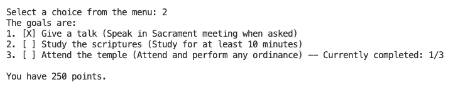 Select a choice from the menu: 2
The goals are:
1. [X] Give a talk (Speak in Sacrament meeting when asked)
2. [ ] Study the scriptures (Study for at least 10 minutes)
3. [ ] Attend the temple (Attend and perform any ordinance) -- Currently completed: 1/3
You have 250 points.